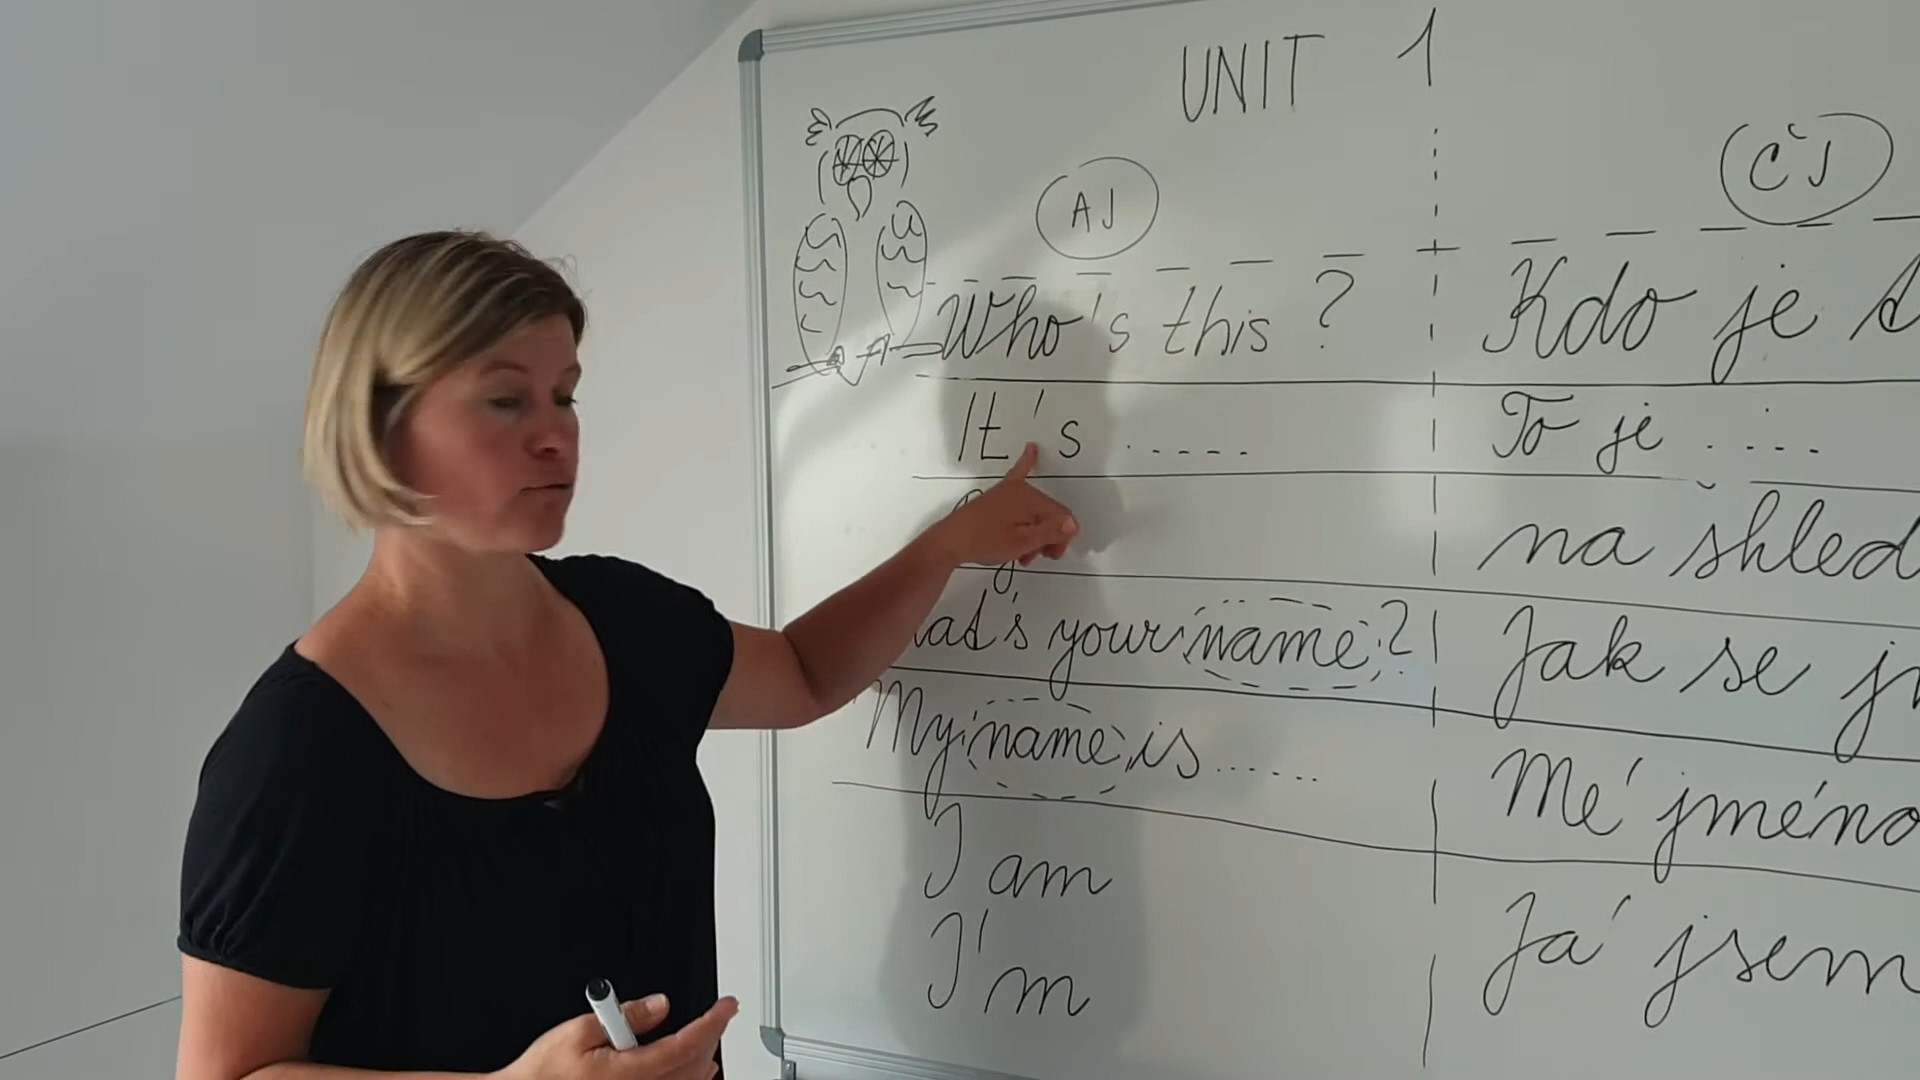 UNIT 1
AJ
ČJ
Who's this ? Kdo je
It's ..... To je ....
na shled
your name ? Jak se
My name is ...... Mé jméno
I am
I'm Já jsem